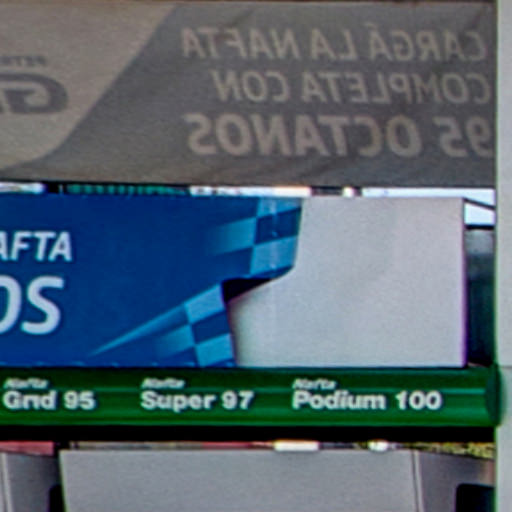 CARGÁ LA NAFTA
COMPLETA CON
95 OCTANOS
AFTA
OS
Nafta
Grid 95
Nafta
Super 97
Nafta
Podium 100